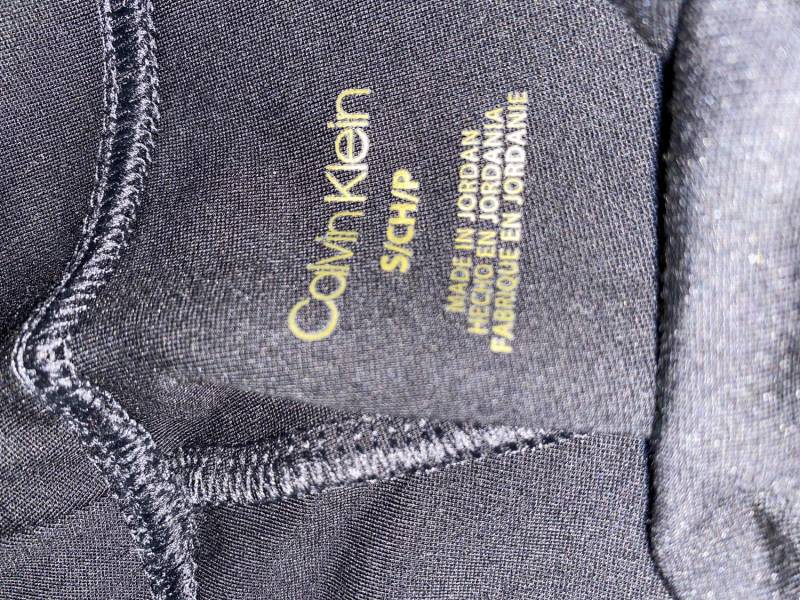 Calvin Klein
S/CH/P
MADE IN JORDAN
HECHO EN JORDANIA
FABRIQUE EN JORDANIE